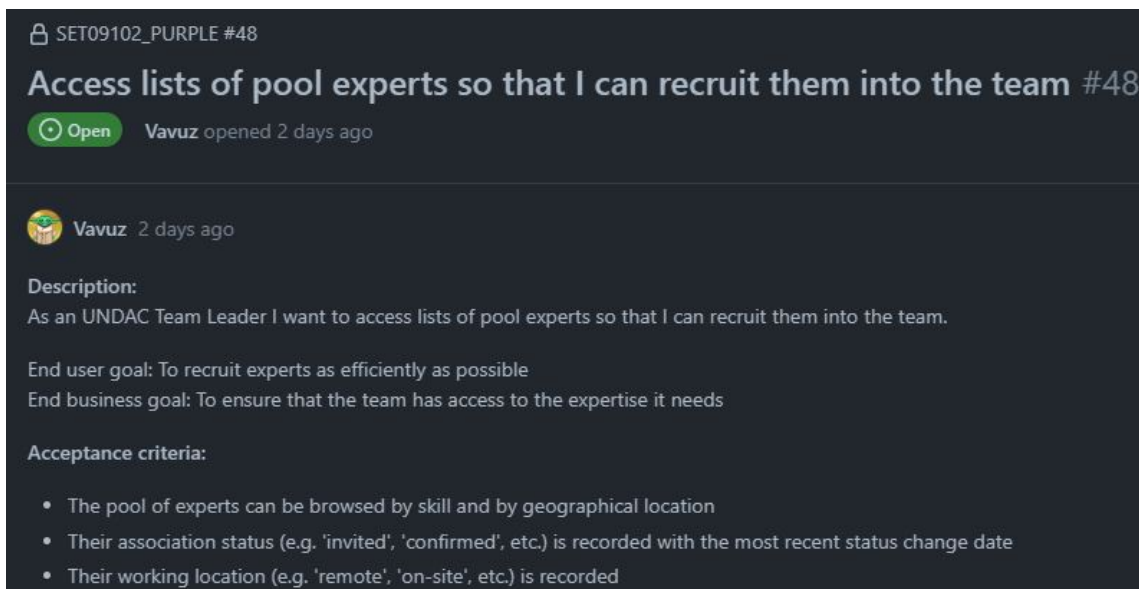 SET09102_PURPLE #48
Access lists of pool experts so that I can recruit them into the team #48
Open Vavuz opened 2 days ago
Vavuz 2 days ago
Description:
As an UNDAC Team Leader I want to access lists of pool experts so that I can recruit them into the team.
End user goal: To recruit experts as efficiently as possible
End business goal: To ensure that the team has access to the expertise it needs
Acceptance criteria:
• The pool of experts can be browsed by skill and by geographical location
• Their association status (e.g. 'invited', 'confirmed', etc.) is recorded with the most recent status change date
• Their working location (e.g. 'remote', 'on-site', etc.) is recorded